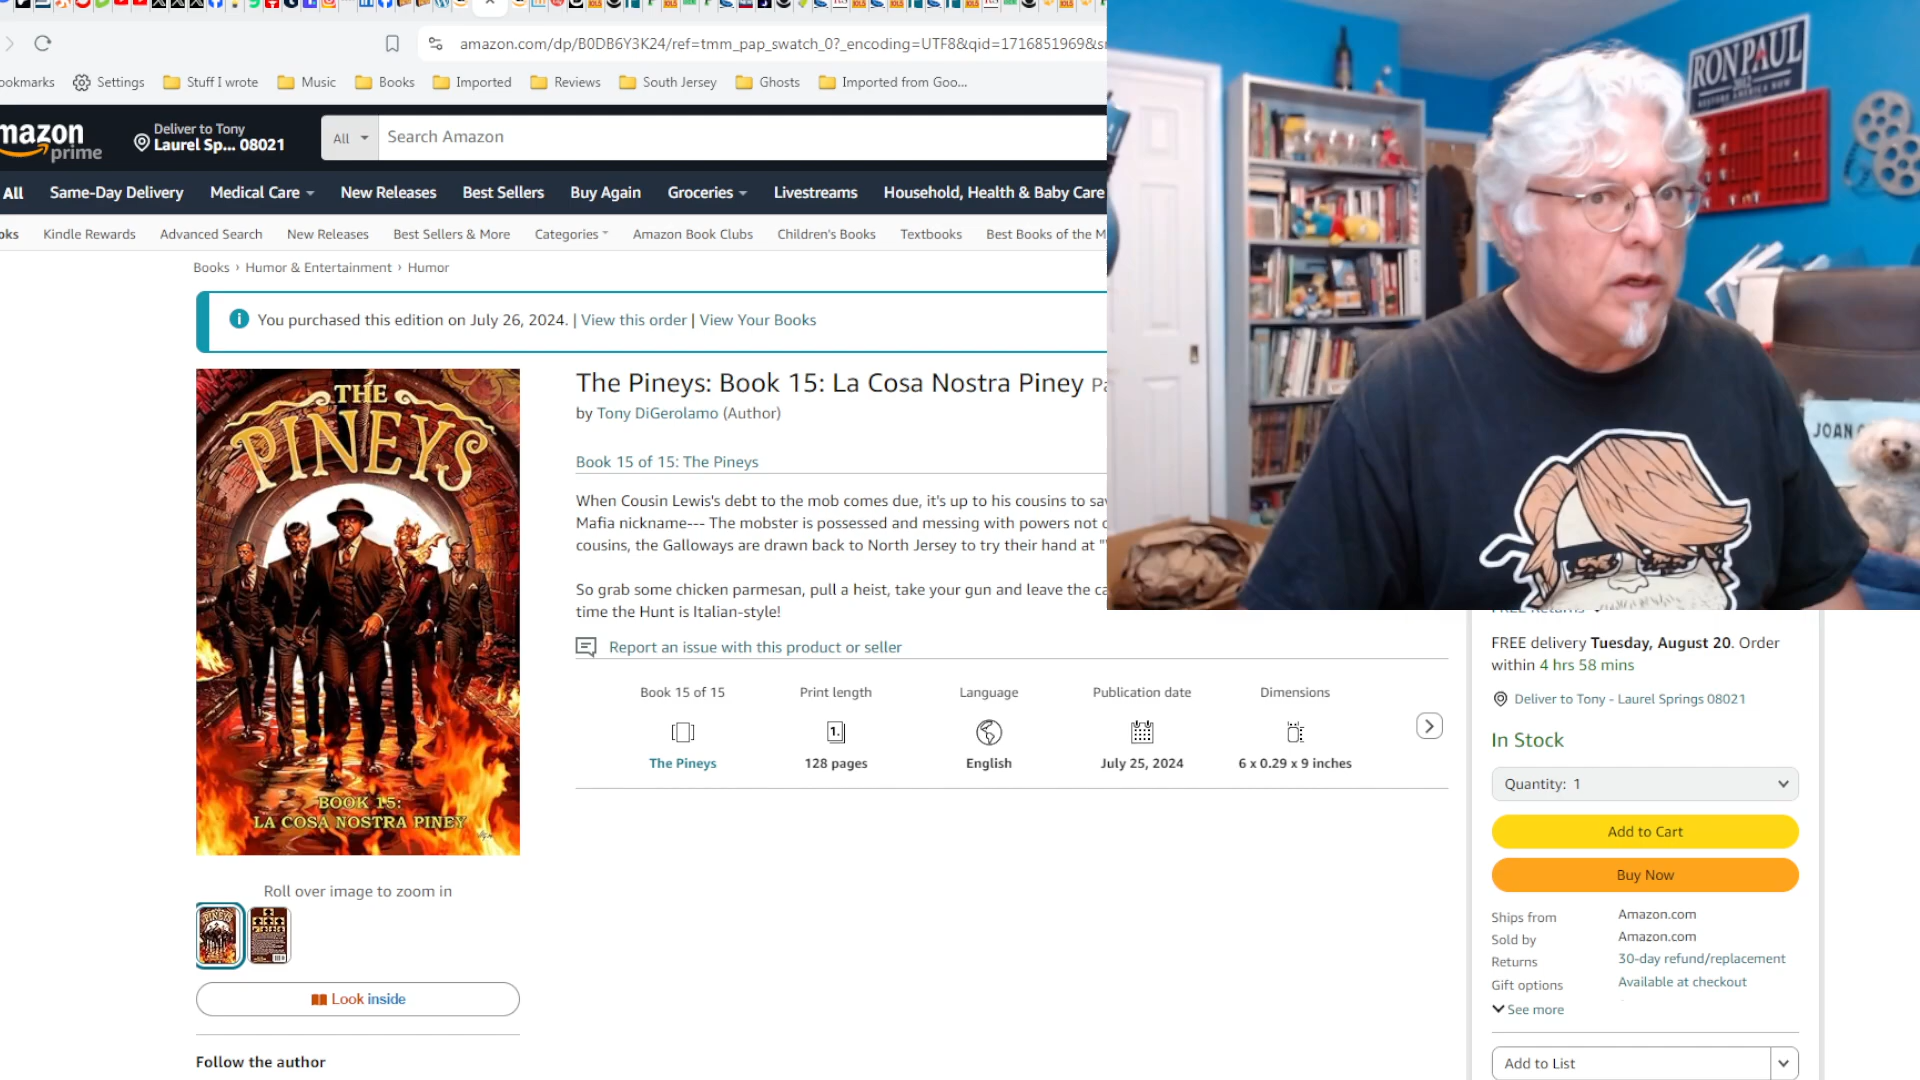 amazon.com/dp/B0DB6Y3K24/ref=tmm_pap_swatch_0?_encoding=UTF8&qid=1716851969&s
ookmarks Settings Stuff I wrote Music Books Imported Reviews South Jersey Ghosts Imported from Goo...
mazon prime
Deliver to Tony
Laurel Sp... 08021
All Search Amazon
All Same-Day Delivery Medical Care New Releases Best Sellers Buy Again Groceries Livestreams Household, Health & Baby Care
oks Kindle Rewards Advanced Search New Releases Best Sellers & More Categories Amazon Book Clubs Children's Books Textbooks Best Books of the M
Books › Humor & Entertainment › Humor
You purchased this edition on July 26, 2024. | View this order | View Your Books
THE
PINEYS
BOOK 15:
LA COSA NOSTRA PINEY
Roll over image to zoom in
Look inside
Follow the author
The Pineys: Book 15: La Cosa Nostra Piney Pa
by Tony DiGerolamo (Author)
Book 15 of 15: The Pineys
When Cousin Lewis's debt to the mob comes due, it's up to his cousins to sa
Mafia nickname--- The mobster is possessed and messing with powers not
cousins, the Galloways are drawn back to North Jersey to try their hand at "
So grab some chicken parmesan, pull a heist, take your gun and leave the ca
time the Hunt is Italian-style!
Report an issue with this product or seller
Book 15 of 15 Print length Language Publication date Dimensions
The Pineys 128 pages English July 25, 2024 6 x 0.29 x 9 inches
RON PAUL
2012
RESTORE AMERICA NOW
JOAN
FREE Returns
FREE delivery Tuesday, August 20. Order
within 4 hrs 58 mins
Deliver to Tony - Laurel Springs 08021
In Stock
Quantity: 1
Add to Cart
Buy Now
Ships from Amazon.com
Sold by Amazon.com
Returns 30-day refund/replacement
Gift options Available at checkout
See more
Add to List